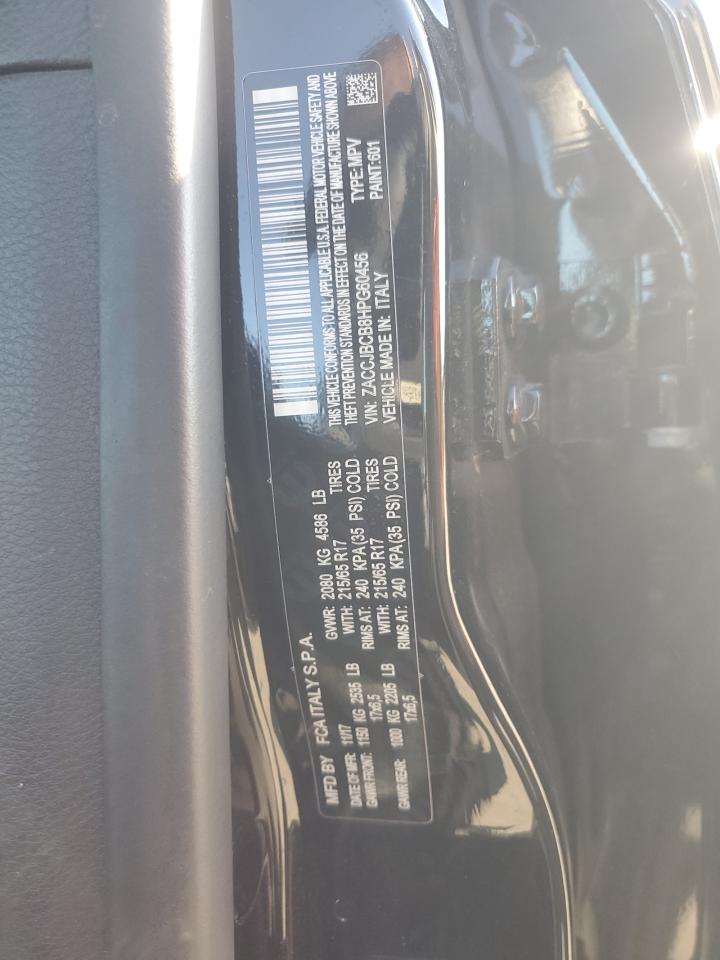 MFD BY FCA ITALY S.P.A.
DATE OF MFR: 11/17 GVWR: 2080 KG 4586 LB
GAWR FRONT: 1150 KG 2535 LB WITH: 215/65 R17 TIRES
17x6,5 RIMS AT: 240 KPA(35 PSI) COLD
GAWR REAR: 1000 KG 2205 LB WITH: 215/65 R17 TIRES
17x6,5 RIMS AT: 240 KPA(35 PSI) COLD
THIS VEHICLE CONFORMS TO ALL APPLICABLE U.S.A. FEDERAL MOTOR VEHICLE SAFETY AND
THEFT PREVENTION STANDARDS IN EFFECT ON THE DATE OF MANUFACTURE SHOWN ABOVE
VIN: ZACCJBCB8HPG60456 TYPE: MPV
VEHICLE MADE IN: ITALY PAINT: 601